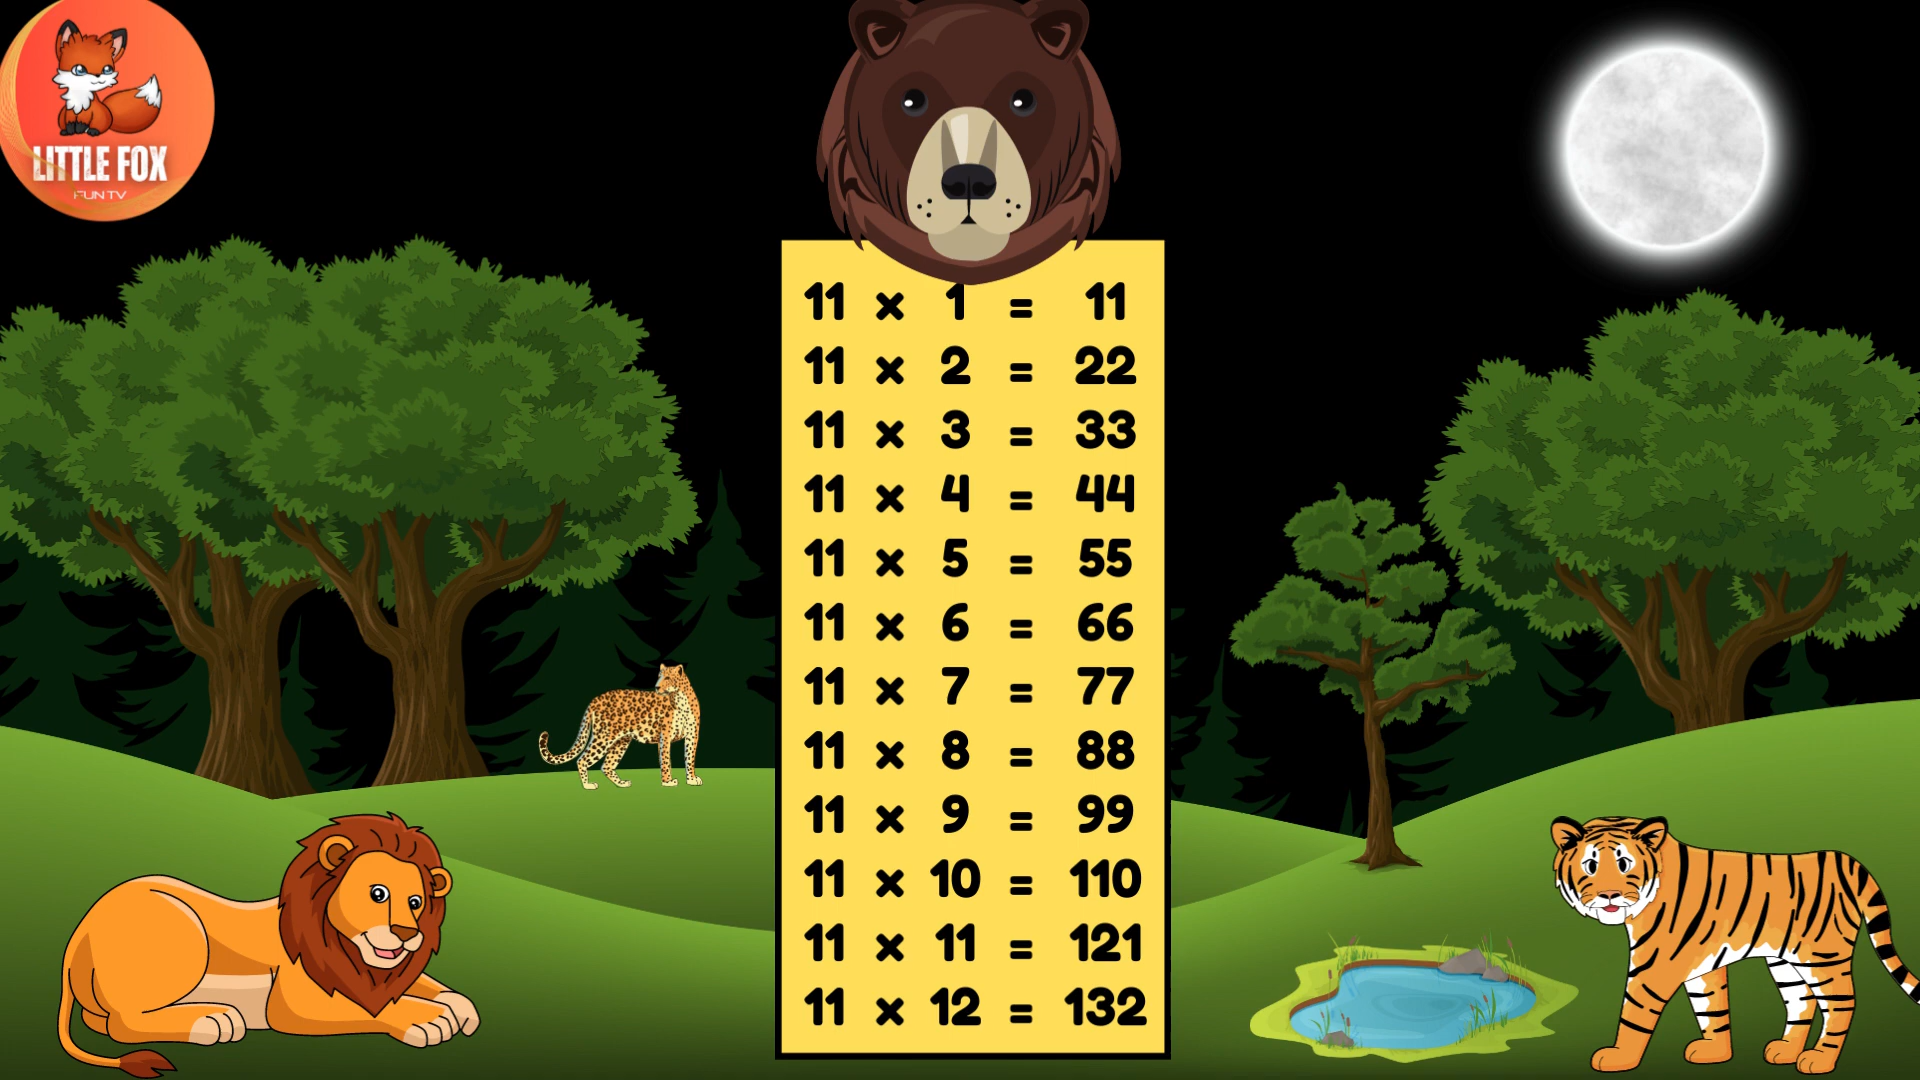 LITTLE FOX
FUN TV
11 × 1 = 11
11 × 2 = 22
11 × 3 = 33
11 × 4 = 44
11 × 5 = 55
11 × 6 = 66
11 × 7 = 77
11 × 8 = 88
11 × 9 = 99
11 × 10 = 110
11 × 11 = 121
11 × 12 = 132